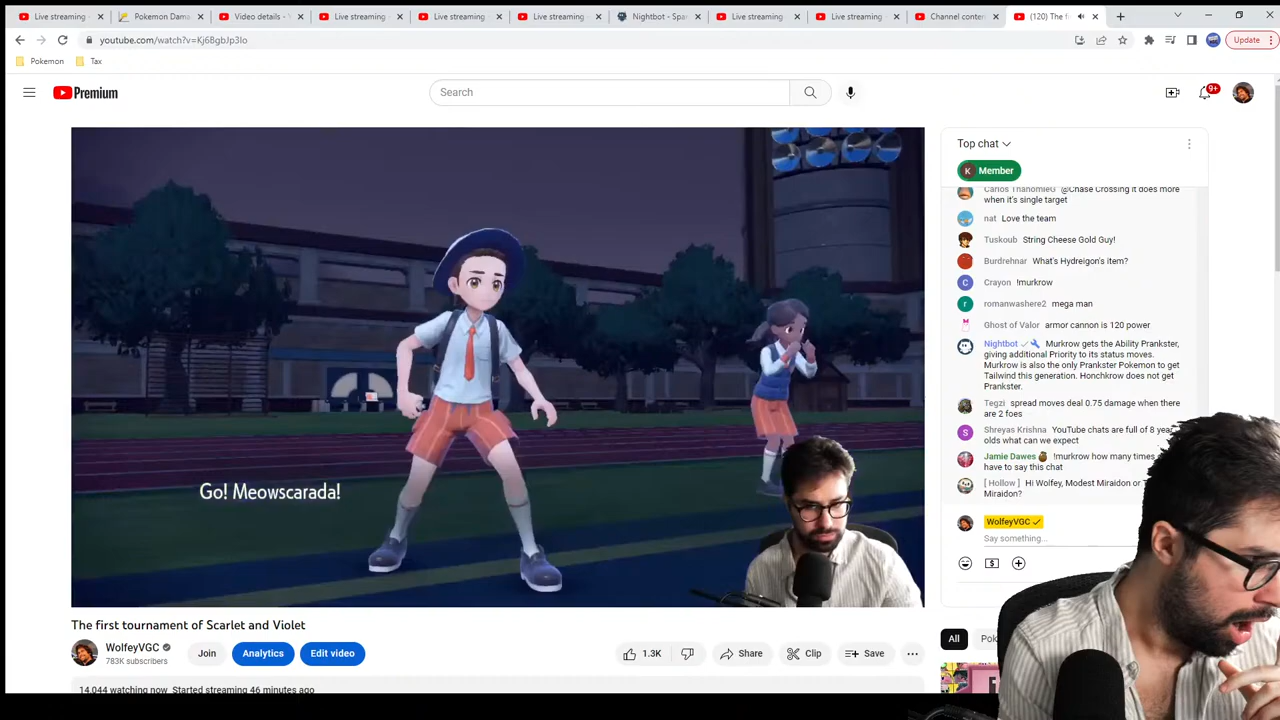 Live streaming
Pokemon Dama
Video details -
Live streaming
Live streaming
Live streaming
Nightbot - Spa
Live streaming
Live streaming
Channel conten
(120) The fi
youtube.com/watch?v=Kj6BgbJp3Io
Update
Pokemon
Tax
Premium
Search
9+
Go! Meowscarada!
The first tournament of Scarlet and Violet
WolfeyVGC
783K subscribers
Join
Analytics
Edit video
1.3K
Share
Clip
Save
14,044 watching now Started streaming 46 minutes ago
Top chat
K Member
Carlos ThanomieG @Chase Crossing it does more
when it's single target
nat Love the team
Tuskoub String Cheese Gold Guy!
Burdrehnar What's Hydreigon's item?
C Crayon !murkrow
r romanwashere2 mega man
Ghost of Valor armor cannon is 120 power
Nightbot Murkrow gets the Ability Prankster,
giving additional Priority to its status moves.
Murkrow is also the only Prankster Pokemon to get
Tailwind this generation. Honchkrow does not get
Prankster.
Tegzi spread moves deal 0.75 damage when there
are 2 foes
S Shreyas Krishna YouTube chats are full of 8 year
olds what can we expect
Jamie Dawes !murkrow how many times
have to say this chat
[ Hollow ] Hi Wolfey, Modest Miraidon or
Miraidon?
WolfeyVGC
Say something...
All
Pok